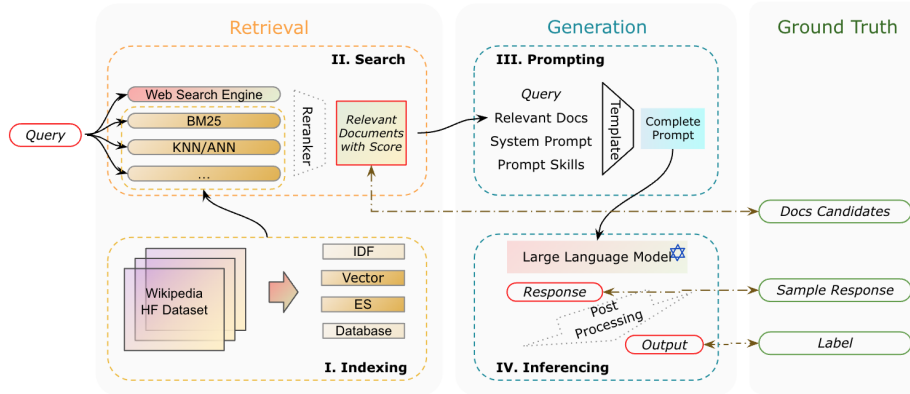 Retrieval
Generation
Ground Truth
II. Search
Web Search Engine
BM25
KNN/ANN
...
Query
Reranker
Relevant
Documents
with Score
III. Prompting
Query
Relevant Docs
System Prompt
Prompt Skills
Template
Complete
Prompt
Docs Candidates
Wikipedia
HF Dataset
IDF
Vector
ES
Database
I. Indexing
Large Language Model
Response
Post
Processing
Output
IV. Inferencing
Sample Response
Label